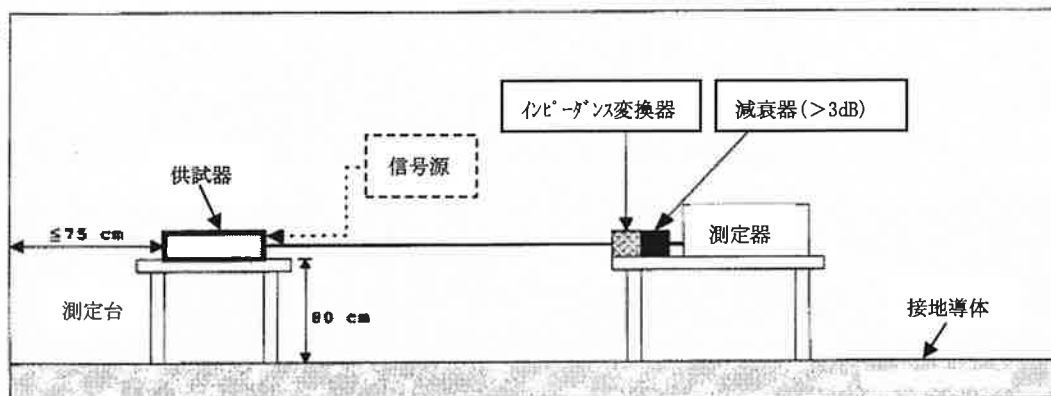 インピーダンス変換器
減衰器(>3dB)
信号源
供試器
≦75 cm
測定器
測定台
80 cm
接地導体